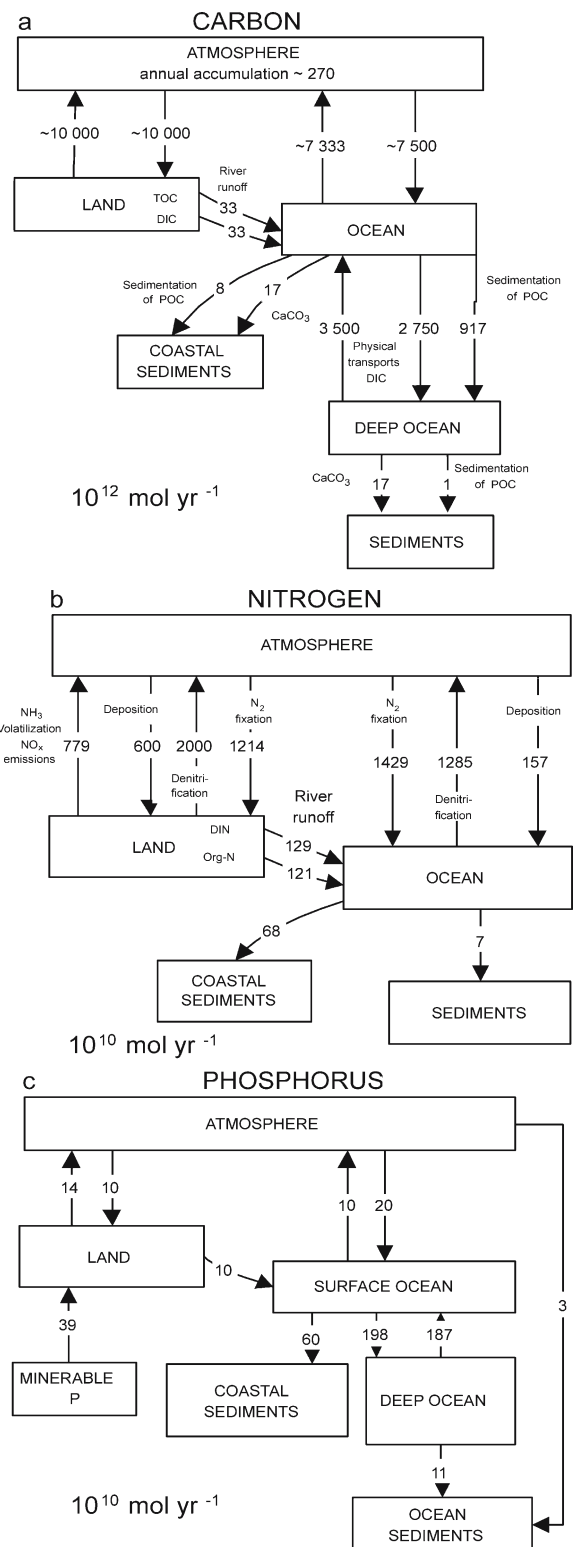 a
CARBON
ATMOSPHERE
annual accumulation ~ 270
~10 000
~10 000
~7 333
~7 500
River
runoff
LAND
TOC
DIC
33
33
OCEAN
Sedimentation
of POC
8
17
CaCO₃
Sedimentation
of POC
3 500
2 750
917
Physical
transports
DIC
COASTAL
SEDIMENTS
DEEP OCEAN
CaCO₃
17
1
Sedimentation
of POC
10¹² mol yr ⁻¹
SEDIMENTS
b
NITROGEN
ATMOSPHERE
NH₃
Volatilization
NOₓ
emissions
779
Deposition
600
2000
Denitri-
fication
N₂
fixation
1214
N₂
fixation
1429
1285
Denitri-
fication
Deposition
157
River
runoff
LAND
DIN
Org-N
129
121
OCEAN
68
7
COASTAL
SEDIMENTS
SEDIMENTS
10¹⁰ mol yr ⁻¹
c
PHOSPHORUS
ATMOSPHERE
14
10
10
20
LAND
10
SURFACE OCEAN
3
39
60
198
187
MINERABLE
P
COASTAL
SEDIMENTS
DEEP OCEAN
11
10¹⁰ mol yr ⁻¹
OCEAN
SEDIMENTS